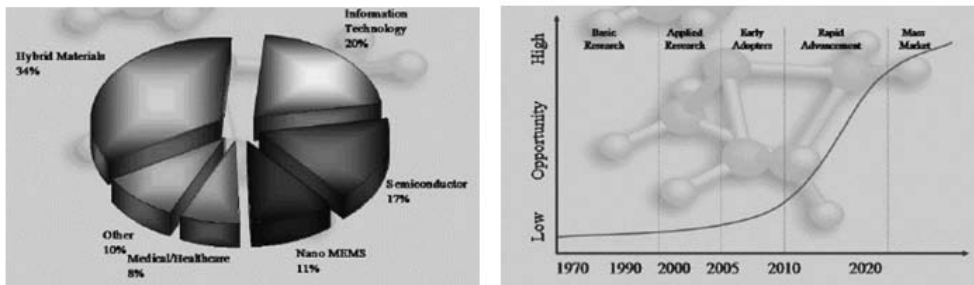 Information
Technology
20%
Hybrid Materials
34%
Semiconductor
17%
Other
10%
Medical/Healthcare
8%
Nano MEMS
11%
High
Opportunity
Low
Basic
Research
Applied
Research
Early
Adopters
Rapid
Advancement
Mass
Market
1970 1990 2000 2005 2010 2020